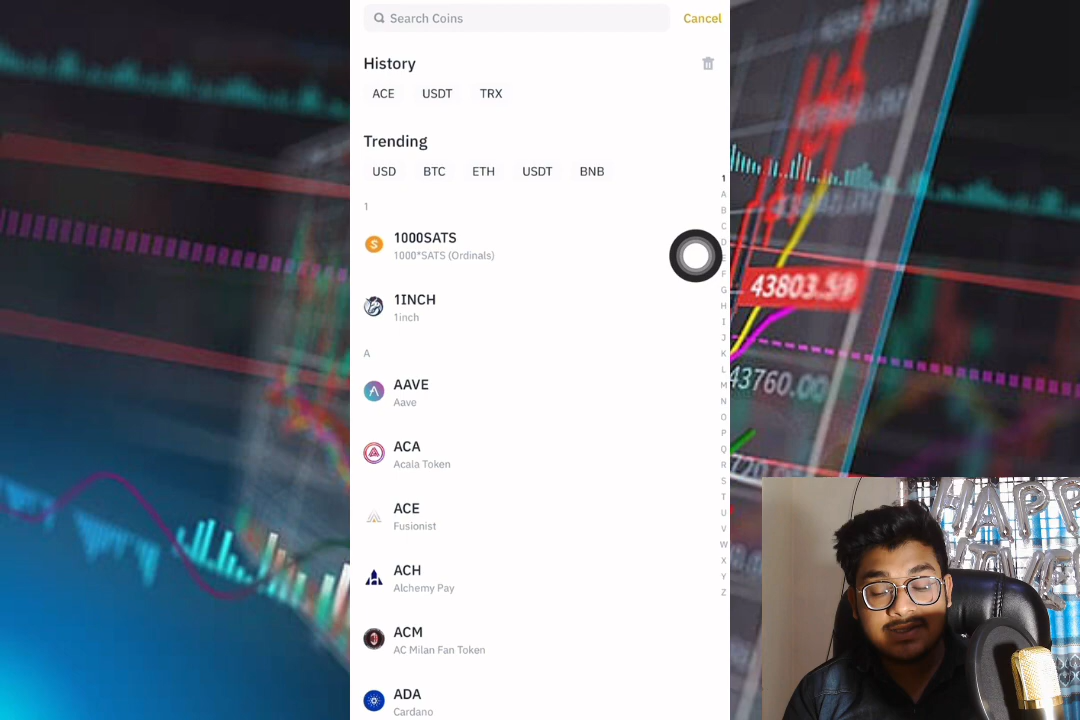 Search Coins
Cancel
History
ACE USDT TRX
Trending
USD BTC ETH USDT BNB
1
1000SATS
1000*SATS (Ordinals)
1INCH
1inch
A
AAVE
Aave
ACA
Acala Token
ACE
Fusionist
ACH
Alchemy Pay
ACM
AC Milan Fan Token
ADA
Cardano
1
A
B
C
D
E
F
G
H
I
J
K
L
M
N
O
P
Q
R
S
T
U
V
W
X
Y
Z
43803.59
43760.00
HAPP